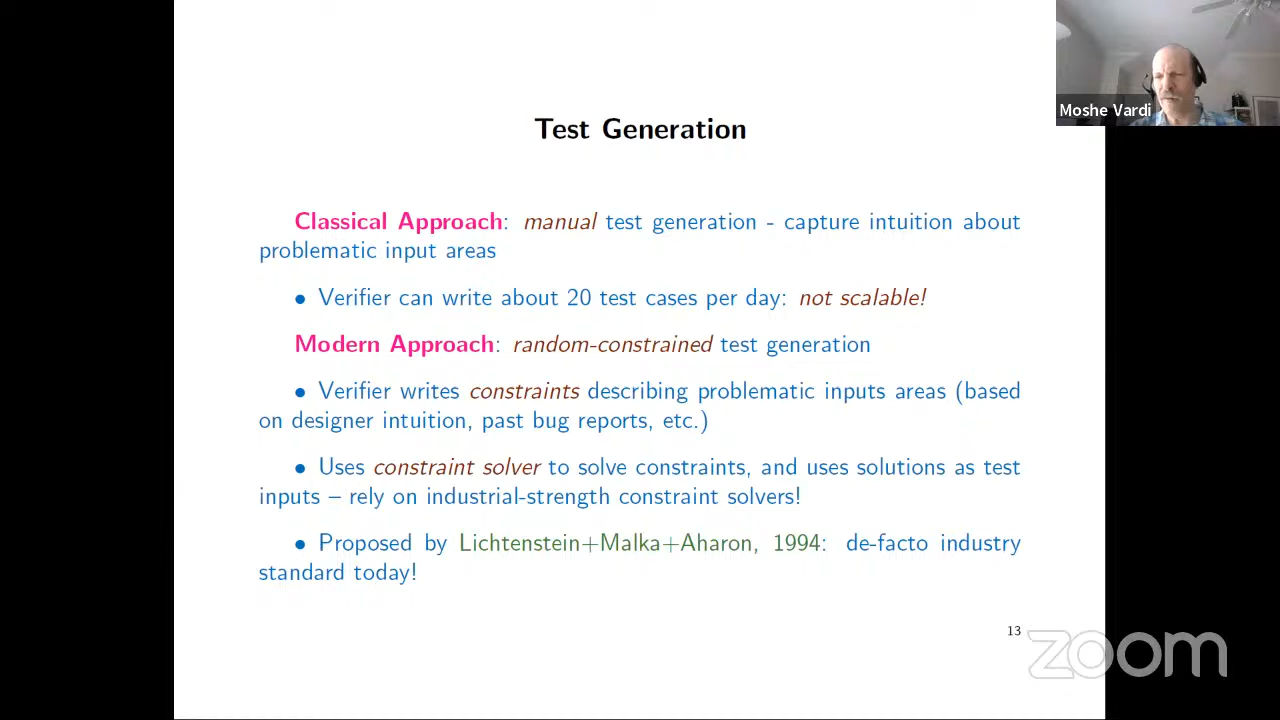 Moshe Vardi
Test Generation
Classical Approach: manual test generation - capture intuition about
problematic input areas
• Verifier can write about 20 test cases per day: not scalable!
Modern Approach: random-constrained test generation
• Verifier writes constraints describing problematic inputs areas (based
on designer intuition, past bug reports, etc.)
• Uses constraint solver to solve constraints, and uses solutions as test
inputs – rely on industrial-strength constraint solvers!
• Proposed by Lichtenstein+Malka+Aharon, 1994: de-facto industry
standard today!
13
zoom